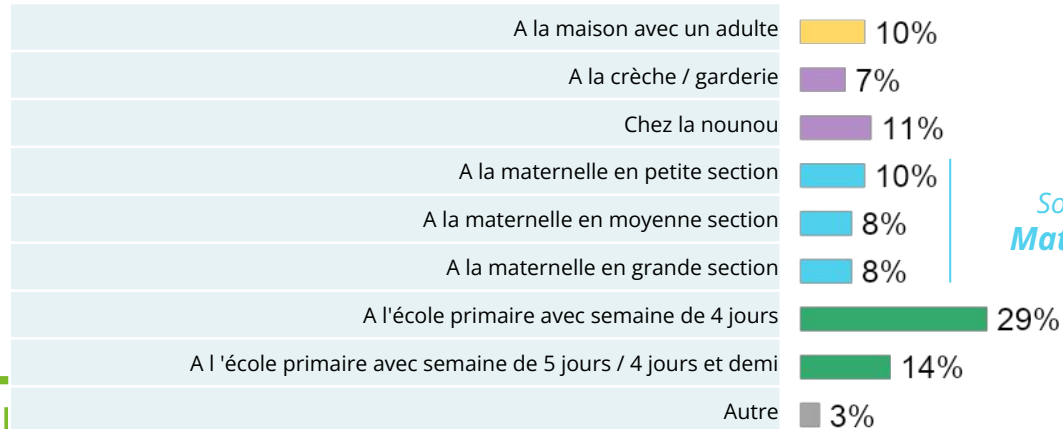 A la maison avec un adulte 10%
A la crèche / garderie 7%
Chez la nounou 11%
A la maternelle en petite section 10%
A la maternelle en moyenne section 8%
A la maternelle en grande section 8%
A l'école primaire avec semaine de 4 jours 29%
A l 'école primaire avec semaine de 5 jours / 4 jours et demi 14%
Autre 3%